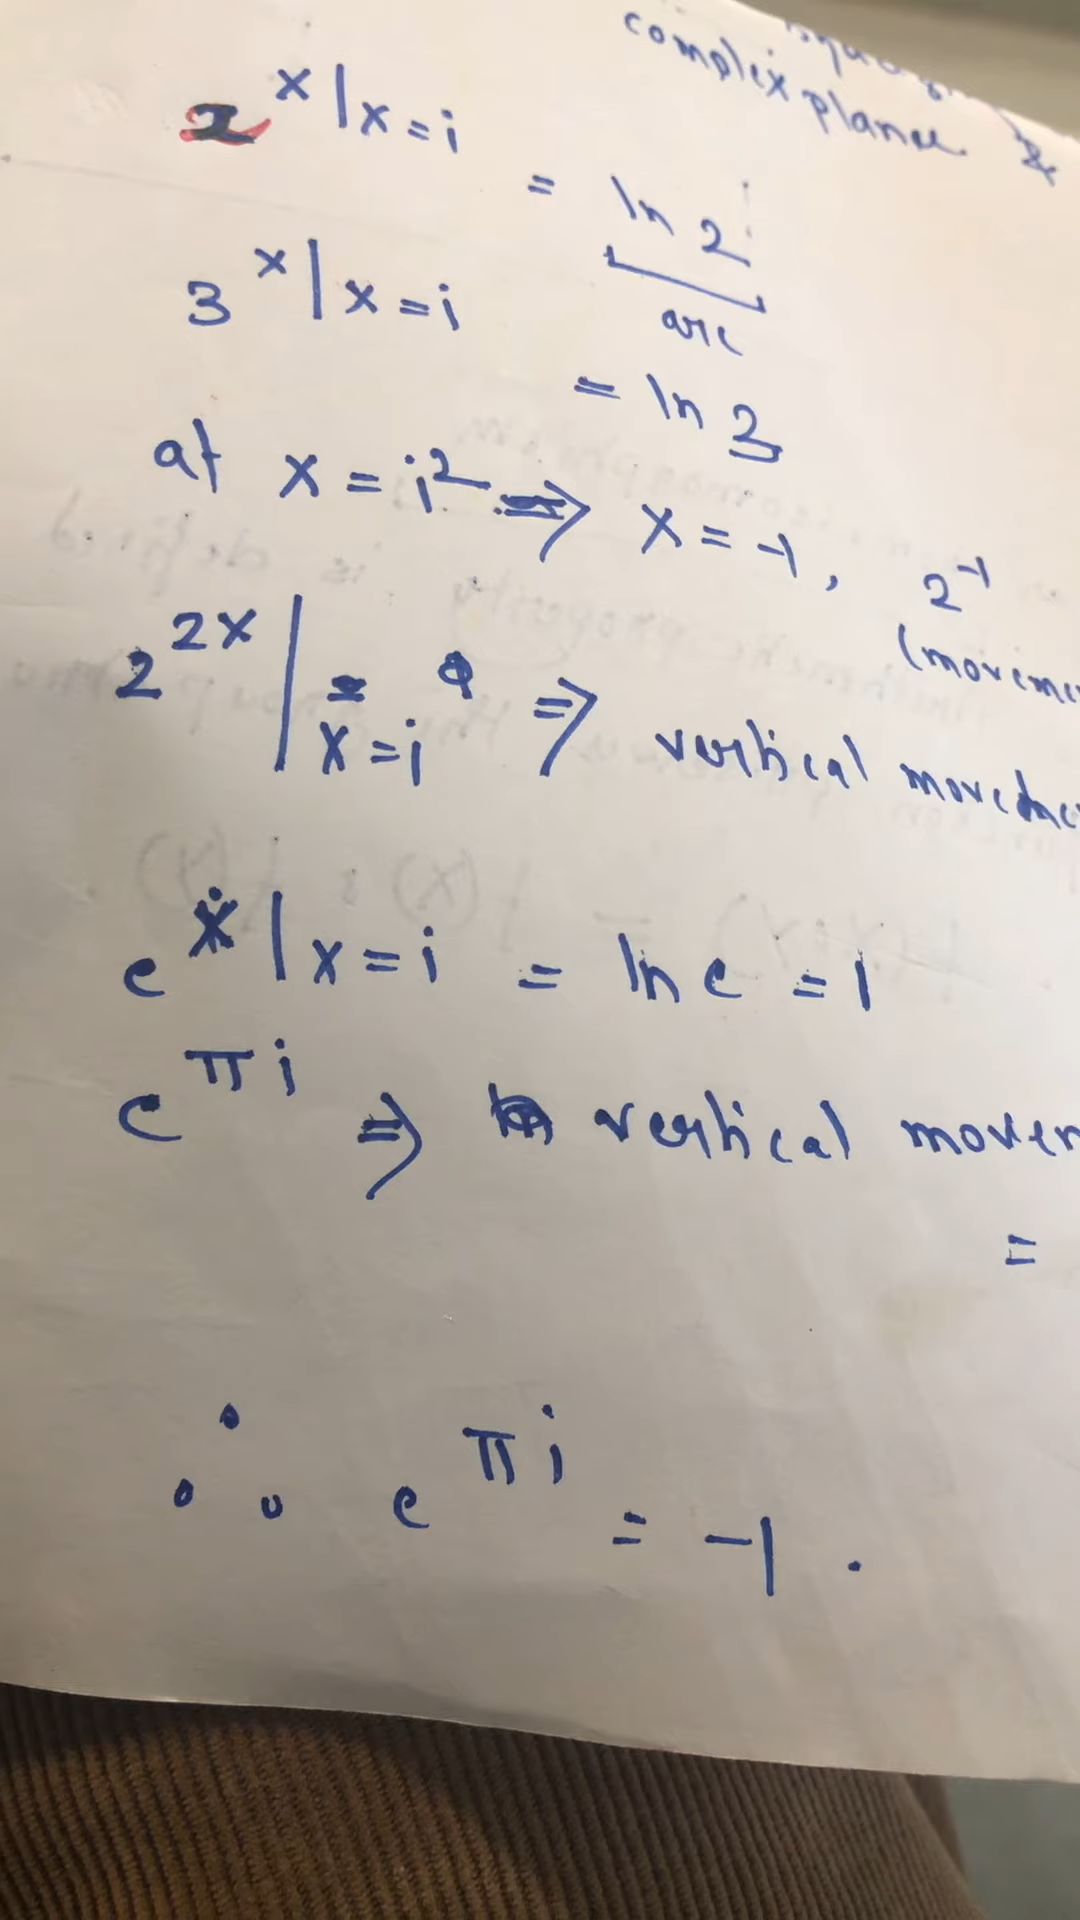 complex plane &
2^x | x = i
= ln 2
arc
3^x | x = i
= ln 3
at x = i² ⇒ x = -1, 2^-1
(moveme
2^2x | x = i ⇒ vertical moveme
e^x | x = i = ln e = 1
e^πi ⇒ vertical movem
=
∴ e^πi = -1 .